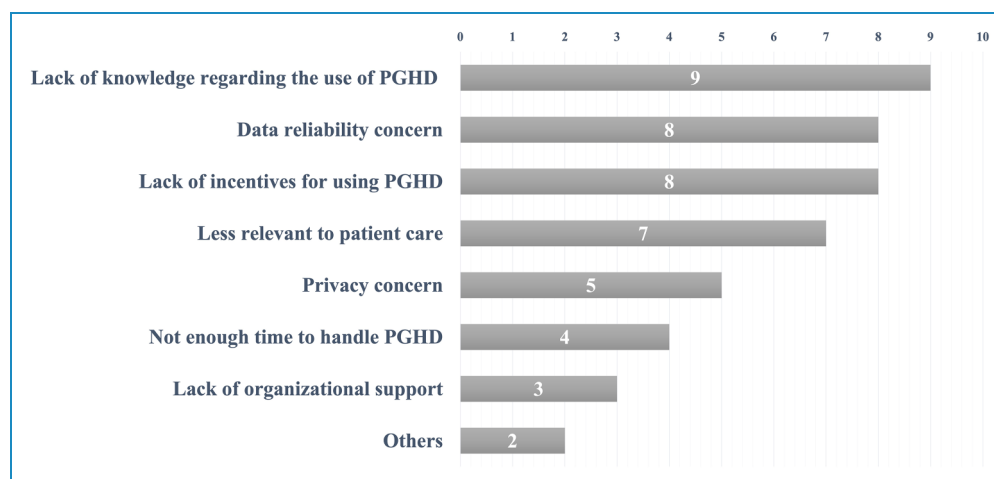 0 1 2 3 4 5 6 7 8 9 10
Lack of knowledge regarding the use of PGHD 9
Data reliability concern 8
Lack of incentives for using PGHD 8
Less relevant to patient care 7
Privacy concern 5
Not enough time to handle PGHD 4
Lack of organizational support 3
Others 2